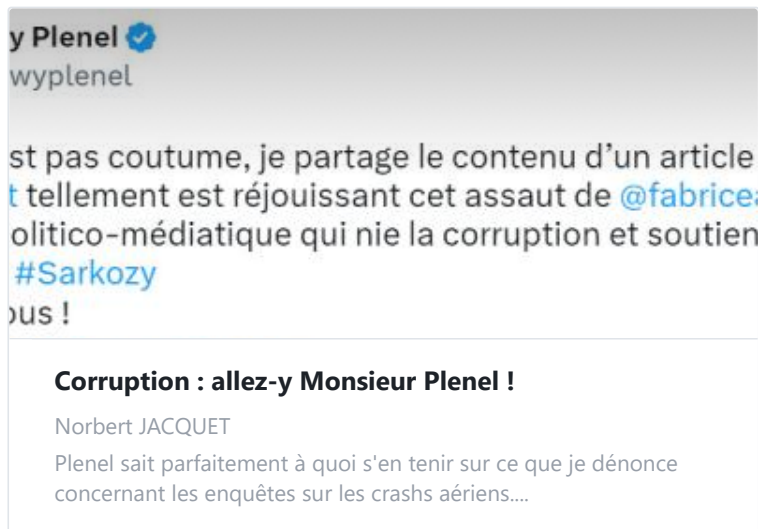 y Plenel
wyplenel
st pas coutume, je partage le contenu d’un article
t tellement est réjouissant cet assaut de @fabricea
olitico-médiatique qui nie la corruption et soutien
#Sarkozy
ous !
Corruption : allez-y Monsieur Plenel !
Norbert JACQUET
Plenel sait parfaitement à quoi s'en tenir sur ce que je dénonce
concernant les enquêtes sur les crashs aériens....